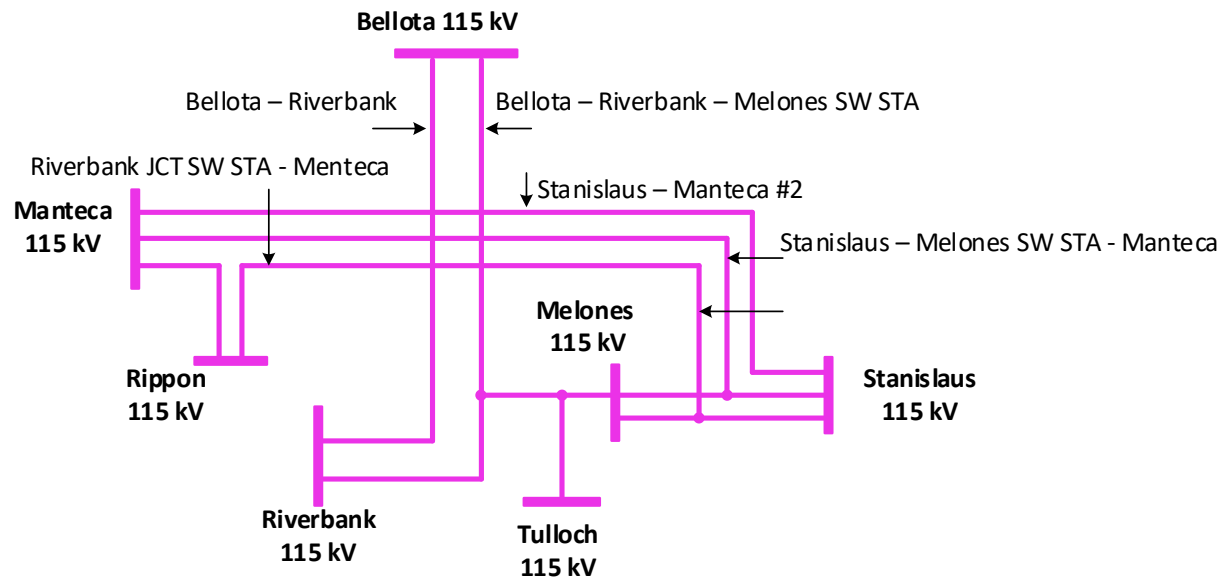 Bellota 115 kV
Bellota – Riverbank
Bellota – Riverbank – Melones SW STA
Riverbank JCT SW STA - Menteca
Stanislaus – Manteca #2
Manteca
115 kV
Stanislaus – Melones SW STA - Manteca
Melones
115 kV
Rippon
115 kV
Stanislaus
115 kV
Riverbank
115 kV
Tulloch
115 kV